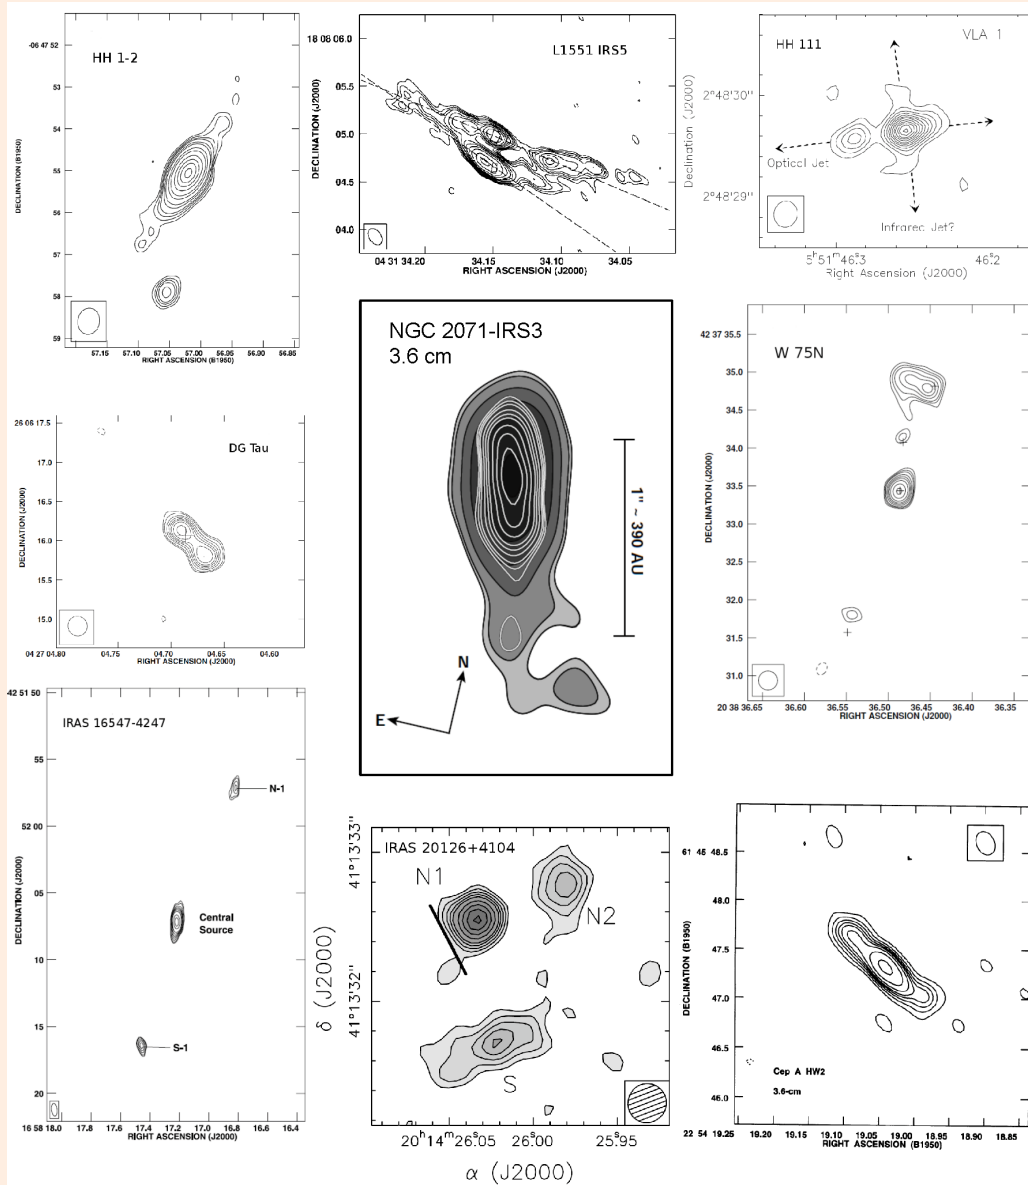 HH 1-2
DECLINATION (B1950)
-06 47 52
53
54
55
56
57
58
59
57.15
57.10
57.05
57.00
56.95
56.90
56.85
RIGHT ASCENSION (B1950)
L1551 IRS5
DECLINATION (J2000)
18 08 06.0
05.5
05.0
04.5
04.0
04 31 34.20
34.15
34.10
34.05
RIGHT ASCENSION (J2000)
HH 111
VLA 1
Declination (J2000)
2°48'30"
2°48'29"
Optical Jet
Infrared Jet?
5h51m46s.3
46s.2
Right Ascension (J2000)
DG Tau
DECLINATION (J2000)
26 06 17.5
17.0
16.5
16.0
15.5
15.0
04 27 04.80
04.75
04.70
04.65
04.60
RIGHT ASCENSION (J2000)
NGC 2071-IRS3
3.6 cm
1" ~ 390 AU
N
E
W 75N
DECLINATION (J2000)
42 37 35.5
35.0
34.5
34.0
33.5
33.0
32.5
32.0
31.5
31.0
20 38 36.65
36.60
36.55
36.50
36.45
36.40
36.35
RIGHT ASCENSION (J2000)
IRAS 16547-4247
DECLINATION (J2000)
-42 51 50
55
52 00
05
10
15
20
N-1
Central
Source
S-1
16 58 18.0
17.8
17.6
17.4
17.2
17.0
16.8
16.6
16.4
RIGHT ASCENSION (J2000)
IRAS 20126+4104
δ (J2000)
41°13'33"
41°13'32"
N1
N2
S
20h14m26s.05
26s.00
25s.95
α (J2000)
DECLINATION (B1950)
61 45 48.5
48.0
47.5
47.0
46.5
46.0
Cep A HW2
3.6-cm
22 54 19.25
19.20
19.15
19.10
19.05
19.00
18.95
18.90
18.85
RIGHT ASCENSION (B1950)